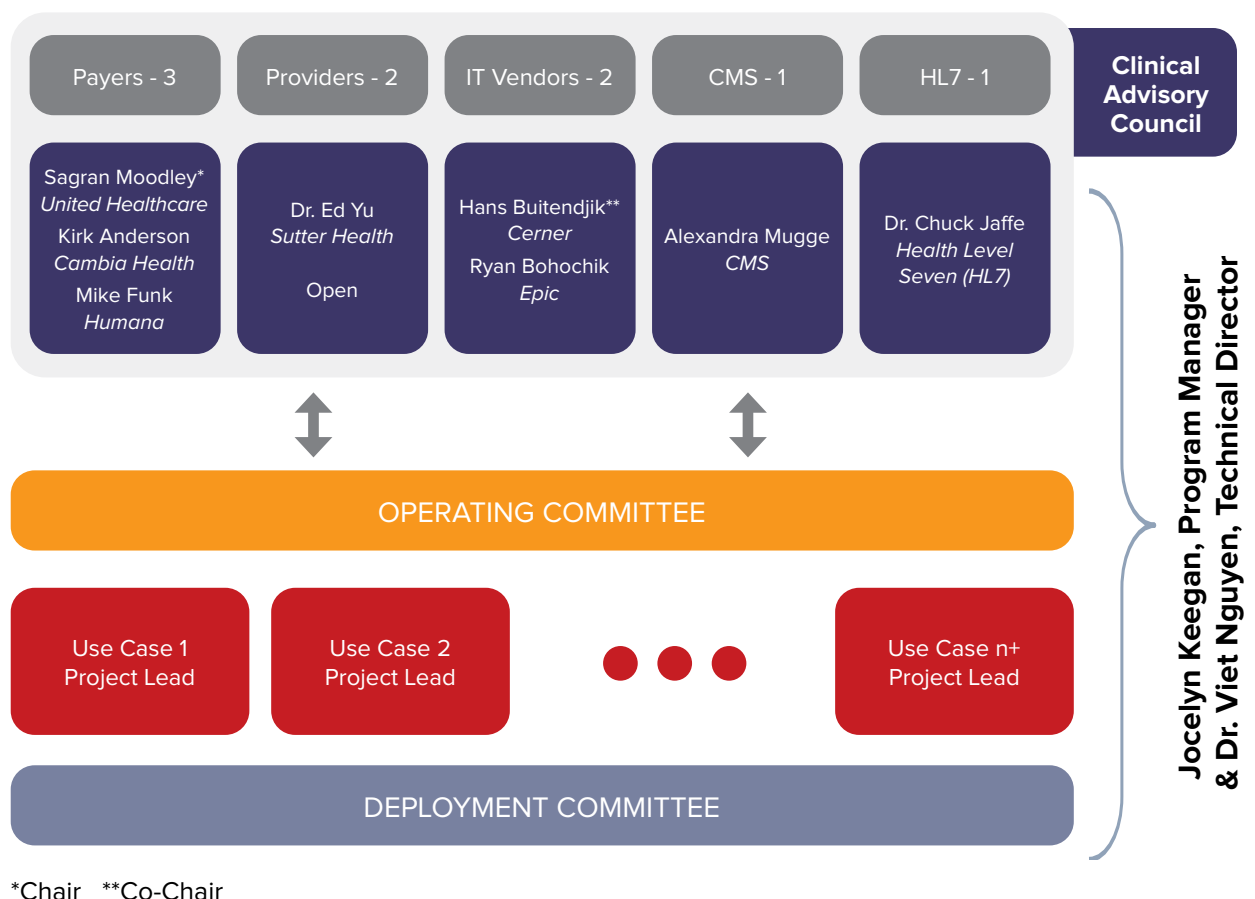 Payers - 3
Providers - 2
IT Vendors - 2
CMS - 1
HL7 - 1
Clinical
Advisory
Council
Sagran Moodley*
United Healthcare
Kirk Anderson
Cambia Health
Mike Funk
Humana
Dr. Ed Yu
Sutter Health
Open
Hans Buitendjik**
Cerner
Ryan Bohochik
Epic
Alexandra Mugge
CMS
Dr. Chuck Jaffe
Health Level
Seven (HL7)
OPERATING COMMITTEE
Use Case 1
Project Lead
Use Case 2
Project Lead
Use Case n+
Project Lead
DEPLOYMENT COMMITTEE
Jocelyn Keegan, Program Manager
& Dr. Viet Nguyen, Technical Director
*Chair **Co-Chair